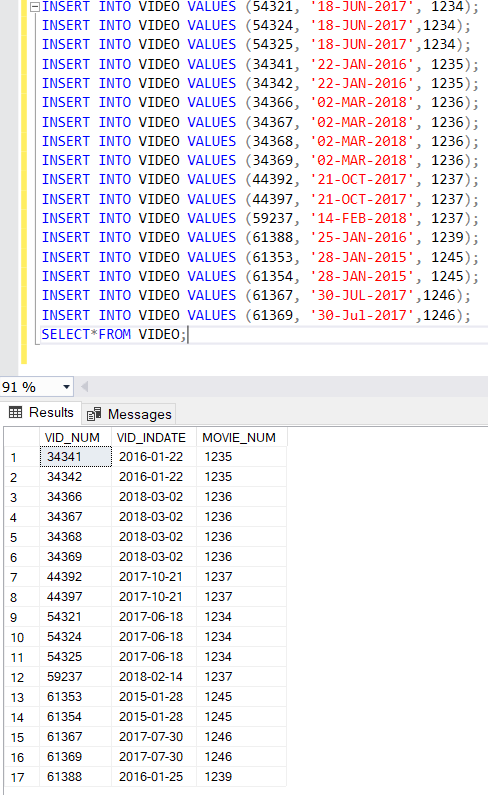 INSERT INTO VIDEO VALUES (54321, '18-JUN-2017', 1234);
INSERT INTO VIDEO VALUES (54324, '18-JUN-2017',1234);
INSERT INTO VIDEO VALUES (54325, '18-JUN-2017',1234);
INSERT INTO VIDEO VALUES (34341, '22-JAN-2016', 1235);
INSERT INTO VIDEO VALUES (34342, '22-JAN-2016', 1235);
INSERT INTO VIDEO VALUES (34366, '02-MAR-2018', 1236);
INSERT INTO VIDEO VALUES (34367, '02-MAR-2018', 1236);
INSERT INTO VIDEO VALUES (34368, '02-MAR-2018', 1236);
INSERT INTO VIDEO VALUES (34369, '02-MAR-2018', 1236);
INSERT INTO VIDEO VALUES (44392, '21-OCT-2017', 1237);
INSERT INTO VIDEO VALUES (44397, '21-OCT-2017', 1237);
INSERT INTO VIDEO VALUES (59237, '14-FEB-2018', 1237);
INSERT INTO VIDEO VALUES (61388, '25-JAN-2016', 1239);
INSERT INTO VIDEO VALUES (61353, '28-JAN-2015', 1245);
INSERT INTO VIDEO VALUES (61354, '28-JAN-2015', 1245);
INSERT INTO VIDEO VALUES (61367, '30-JUL-2017',1246);
INSERT INTO VIDEO VALUES (61369, '30-Jul-2017',1246);
SELECT*FROM VIDEO;
91 %
Results Messages
VID_NUM VID_INDATE MOVIE_NUM
1 34341 2016-01-22 1235
2 34342 2016-01-22 1235
3 34366 2018-03-02 1236
4 34367 2018-03-02 1236
5 34368 2018-03-02 1236
6 34369 2018-03-02 1236
7 44392 2017-10-21 1237
8 44397 2017-10-21 1237
9 54321 2017-06-18 1234
10 54324 2017-06-18 1234
11 54325 2017-06-18 1234
12 59237 2018-02-14 1237
13 61353 2015-01-28 1245
14 61354 2015-01-28 1245
15 61367 2017-07-30 1246
16 61369 2017-07-30 1246
17 61388 2016-01-25 1239